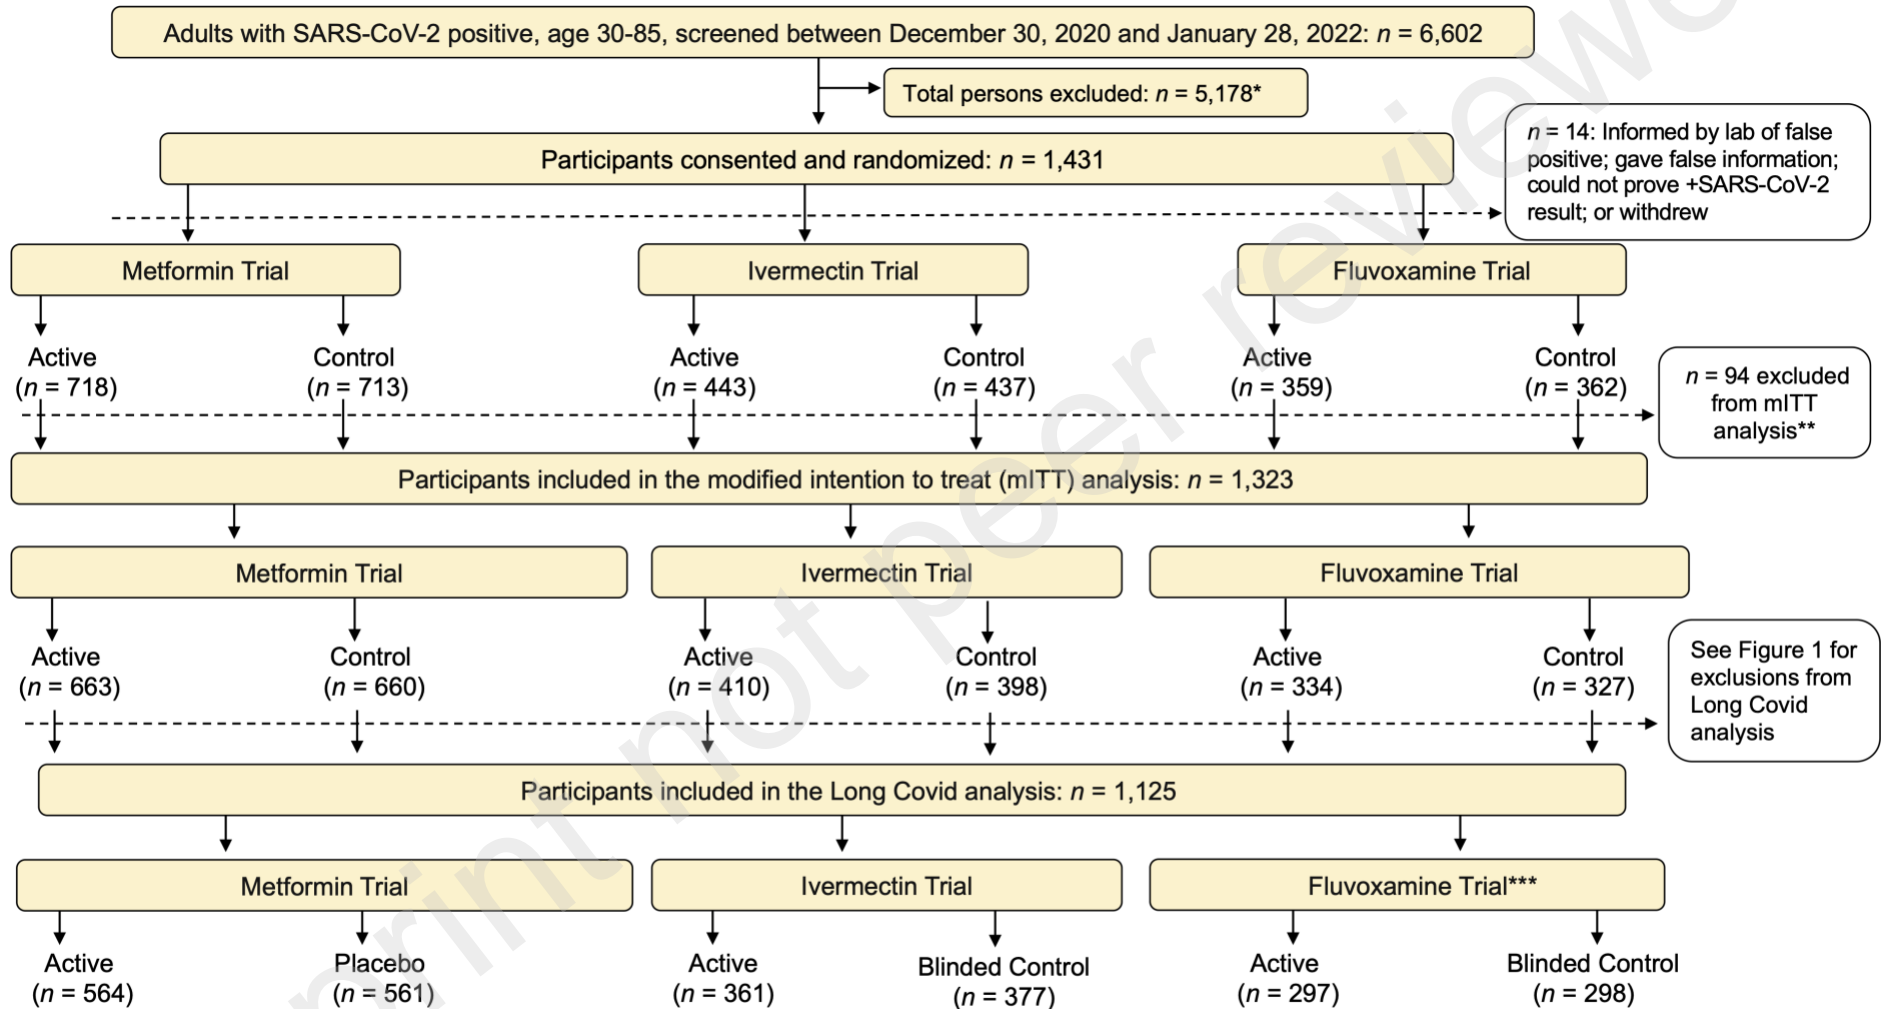 Adults with SARS-CoV-2 positive, age 30-85, screened between December 30, 2020 and January 28, 2022: n = 6,602
Total persons excluded: n = 5,178*
n = 14: Informed by lab of false
positive; gave false information;
could not prove +SARS-CoV-2
result; or withdrew
Participants consented and randomized: n = 1,431
Metformin Trial
Ivermectin Trial
Fluvoxamine Trial
Active
(n = 718)
Control
(n = 713)
Active
(n = 443)
Control
(n = 437)
Active
(n = 359)
Control
(n = 362)
n = 94 excluded
from mITT
analysis**
Participants included in the modified intention to treat (mITT) analysis: n = 1,323
Metformin Trial
Ivermectin Trial
Fluvoxamine Trial
Active
(n = 663)
Control
(n = 660)
Active
(n = 410)
Control
(n = 398)
Active
(n = 334)
Control
(n = 327)
See Figure 1 for
exclusions from
Long Covid
analysis
Participants included in the Long Covid analysis: n = 1,125
Metformin Trial
Ivermectin Trial
Fluvoxamine Trial***
Active
(n = 564)
Placebo
(n = 561)
Active
(n = 361)
Blinded Control
(n = 377)
Active
(n = 297)
Blinded Control
(n = 298)
print not peer reviewe